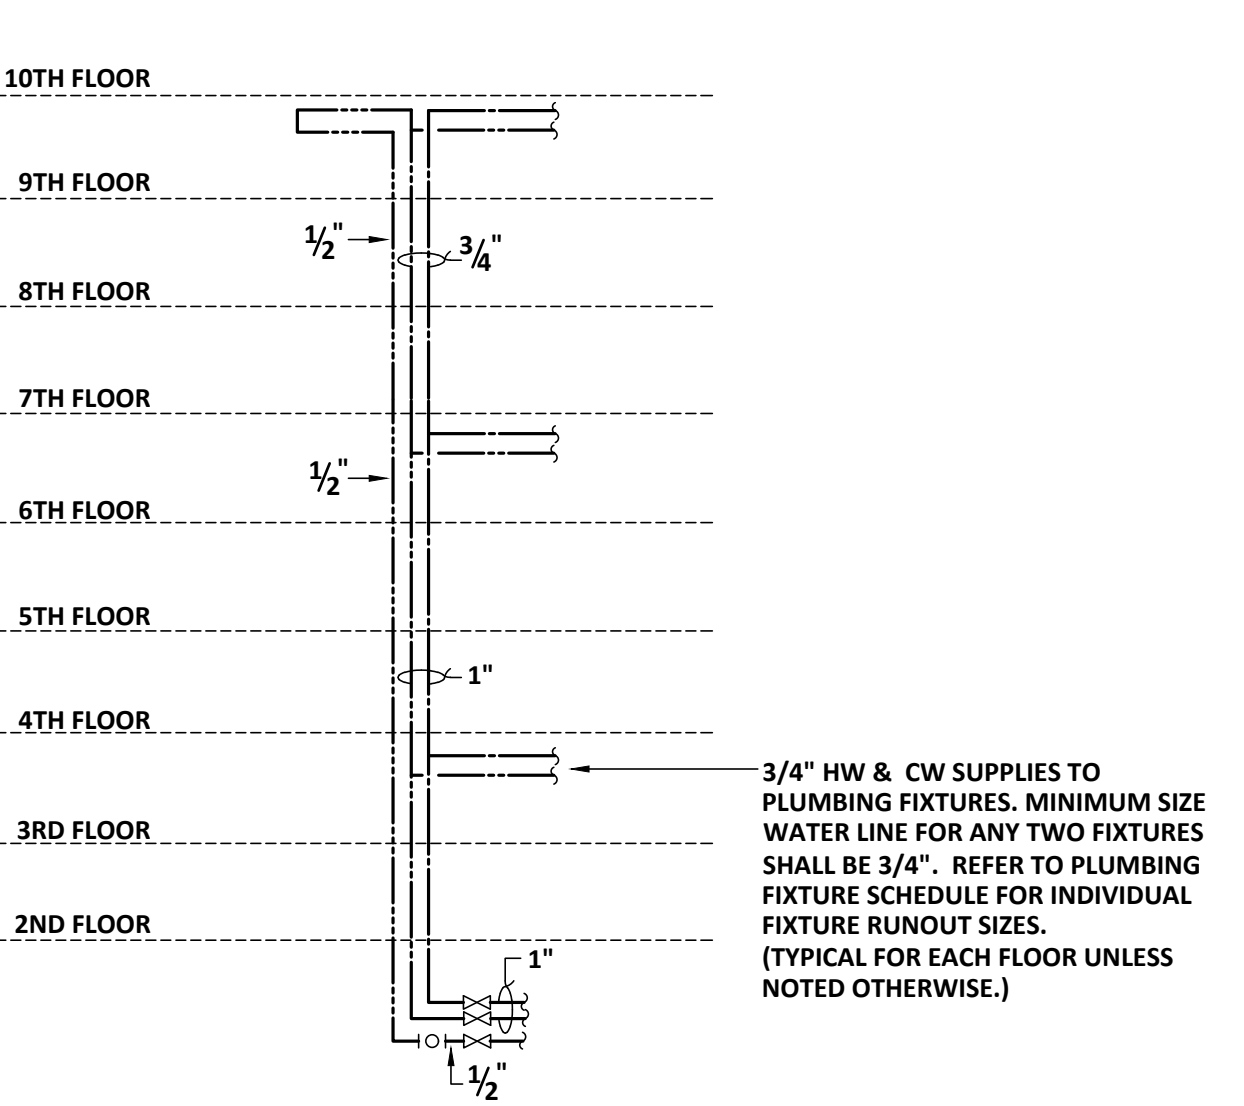 10TH FLOOR
9TH FLOOR
1/2"
3/4"
8TH FLOOR
7TH FLOOR
1/2"
6TH FLOOR
5TH FLOOR
1"
4TH FLOOR
3/4" HW & CW SUPPLIES TO
PLUMBING FIXTURES. MINIMUM SIZE
WATER LINE FOR ANY TWO FIXTURES
SHALL BE 3/4". REFER TO PLUMBING
FIXTURE SCHEDULE FOR INDIVIDUAL
FIXTURE RUNOUT SIZES.
(TYPICAL FOR EACH FLOOR UNLESS
NOTED OTHERWISE.)
3RD FLOOR
2ND FLOOR
1"
1/2"